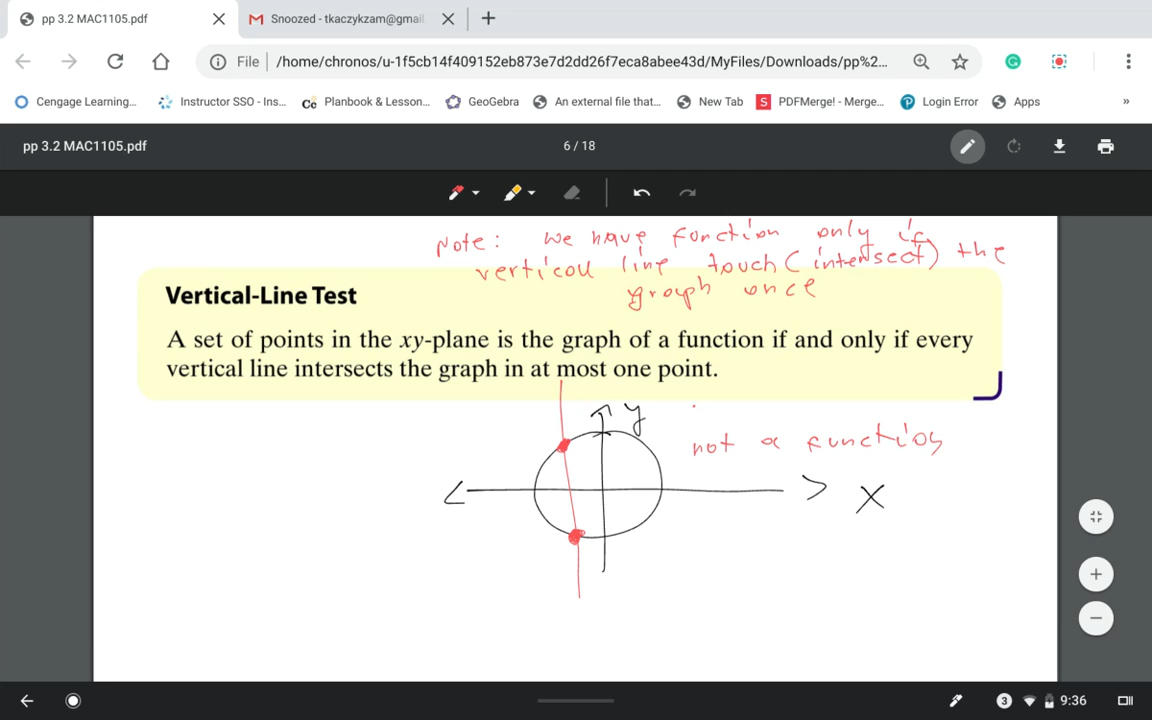 pp 3.2 MAC1105.pdf
Snoozed - tkaczykzam@gmail
File
/home/chronos/u-1f5cb14f409152eb873e7d2dd26f7eca8abee43d/MyFiles/Downloads/pp%2...
Cengage Learning...
Instructor SSO - Ins...
Cc Planbook & Lesson...
GeoGebra
An external file that...
New Tab
S PDFMerge! - Merge...
Login Error
Apps
»
pp 3.2 MAC1105.pdf
6 / 18
Note: we have function only if
vertical line touch (intersect) the
graph once
Vertical-Line Test
A set of points in the xy-plane is the graph of a function if and only if every
vertical line intersects the graph in at most one point.
y
not a function
x
3
9:36